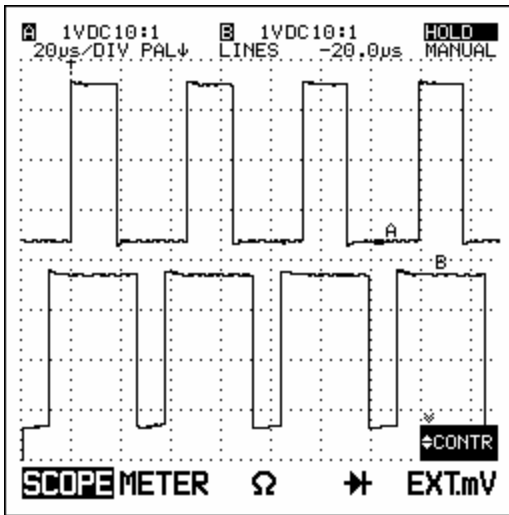 A 1VDC10:1 B 1VDC10:1 HOLD
20µs/DIV PAL↓ LINES -20.0µs MANUAL
A
B
CONTR
SCOPE METER Ω EXT.mV